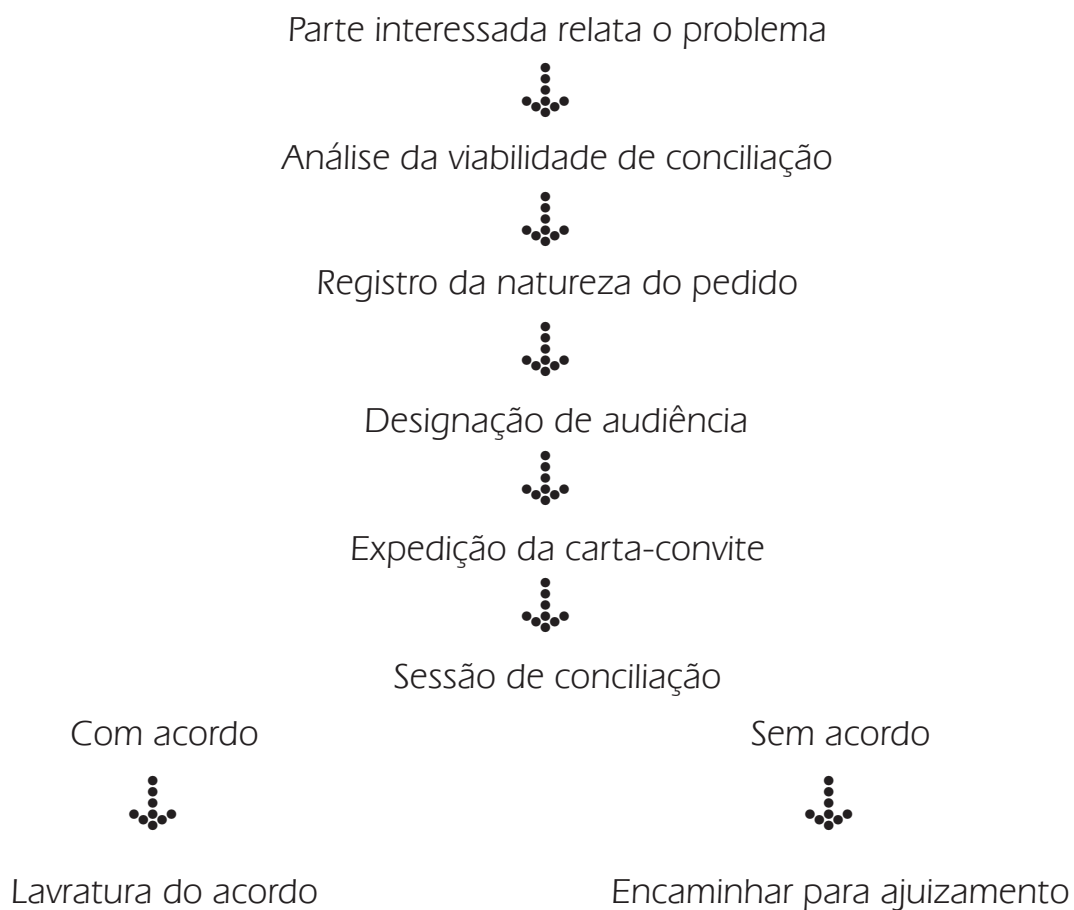 Parte interessada relata o problema
Análise da viabilidade de conciliação
Registro da natureza do pedido
Designação de audiência
Expedição da carta-convite
Sessão de conciliação
Com acordo
Sem acordo
Lavratura do acordo
Encaminhar para ajuizamento